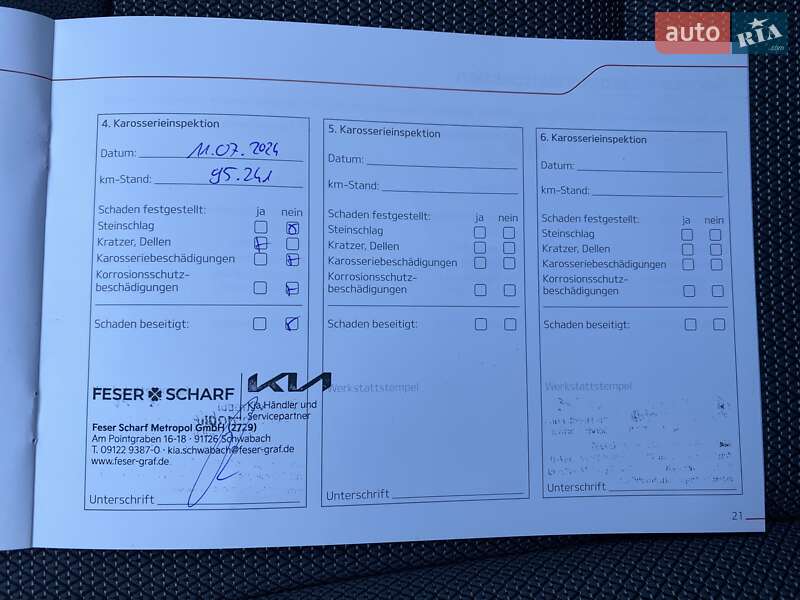 auto RIA .com
4. Karosserieinspektion
Datum: 11.07.2024
km-Stand: 95.241
Schaden festgestellt: ja nein
Steinschlag
Kratzer, Dellen
Karosseriebeschädigungen
Korrosionsschutz-
beschädigungen
Schaden beseitigt:
FESER SCHARF KIA
Kia Händler und
Servicepartner
Feser Scharf Metropol GmbH (2729)
Am Pointgraben 16-18 · 91126 Schwabach
T. 09122 9387-0 · kia.schwabach@feser-graf.de
www.feser-graf.de
Unterschrift
5. Karosserieinspektion
Datum:
km-Stand:
Schaden festgestellt: ja nein
Steinschlag
Kratzer, Dellen
Karosseriebeschädigungen
Korrosionsschutz-
beschädigungen
Schaden beseitigt:
Werkstattstempel
Unterschrift
6. Karosserieinspektion
Datum:
km-Stand:
Schaden festgestellt: ja nein
Steinschlag
Kratzer, Dellen
Karosseriebeschädigungen
Korrosionsschutz-
beschädigungen
Schaden beseitigt:
Werkstattstempel
Unterschrift
21